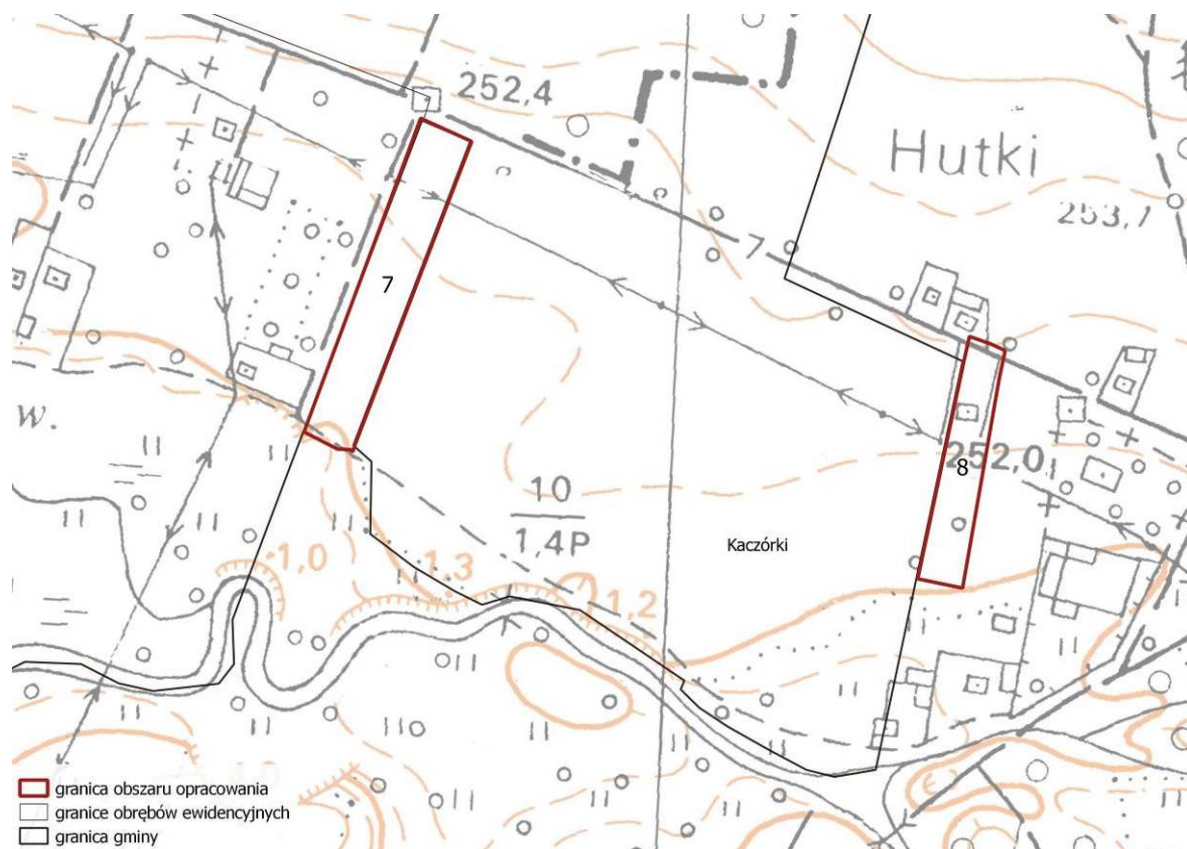 252,4
Hutki
253,7
7
7
w.
252,0
8
10
1,4P
Kaczórki
1,0
1,3
1,2
granica obszaru opracowania
granice obrębów ewidencyjnych
granica gminy